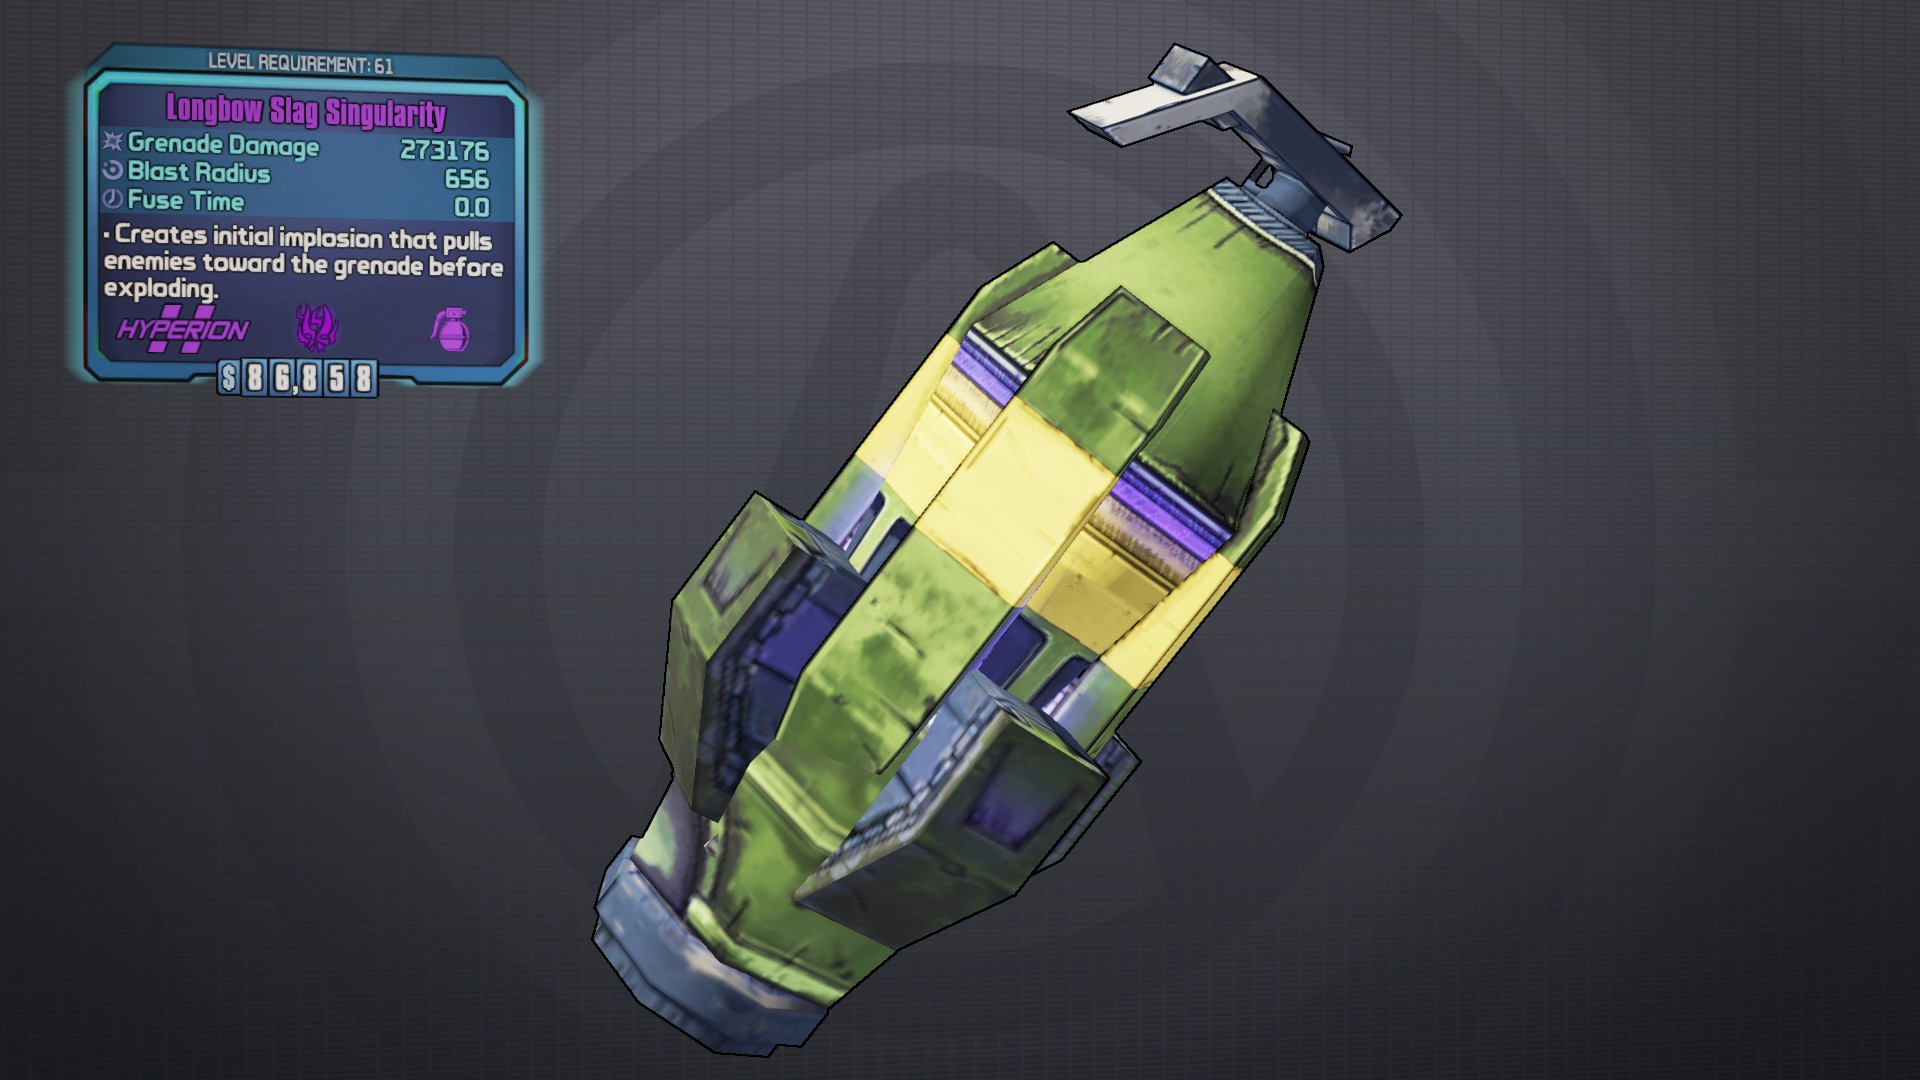 LEVEL REQUIREMENT: 61
Longbow Slag Singularity
Grenade Damage 273176
Blast Radius 656
Fuse Time 0.0
· Creates initial implosion that pulls
enemies toward the grenade before
exploding.
HYPERION
$86,858